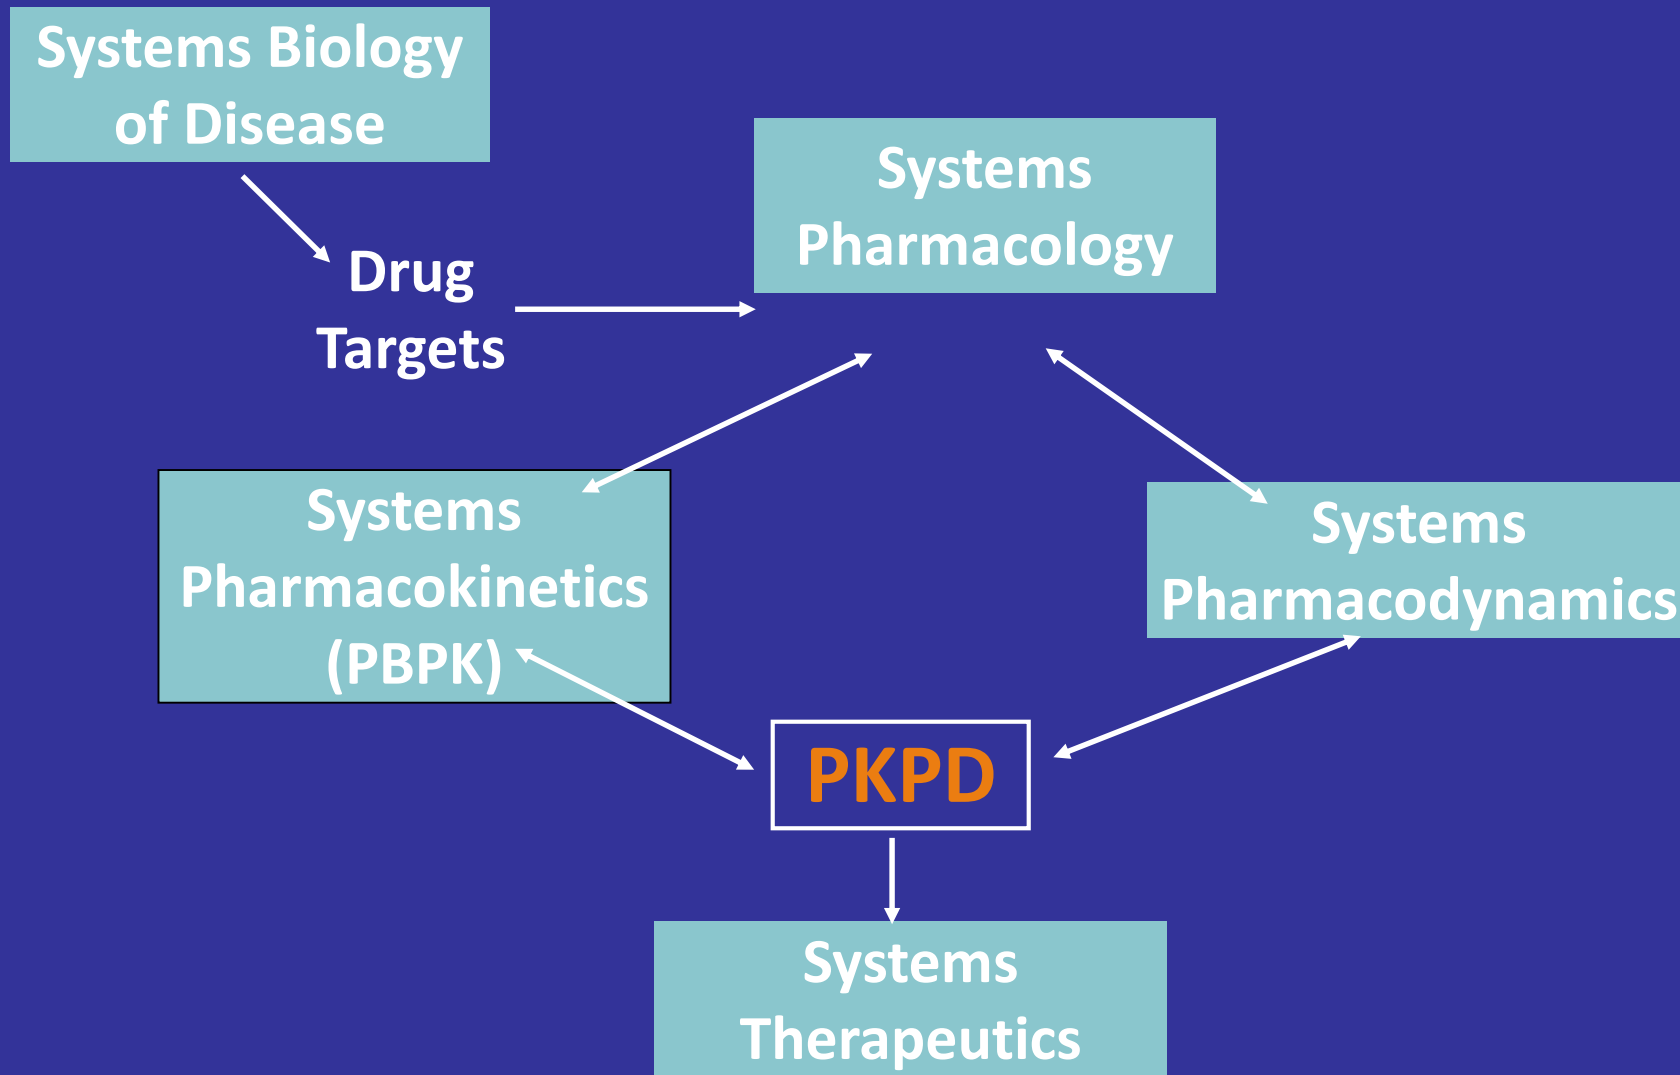 Systems Biology
of Disease
Systems
Pharmacology
Drug
Targets
Systems
Pharmacokinetics
(PBPK)
Systems
Pharmacodynamics
PKPD
Systems
Therapeutics